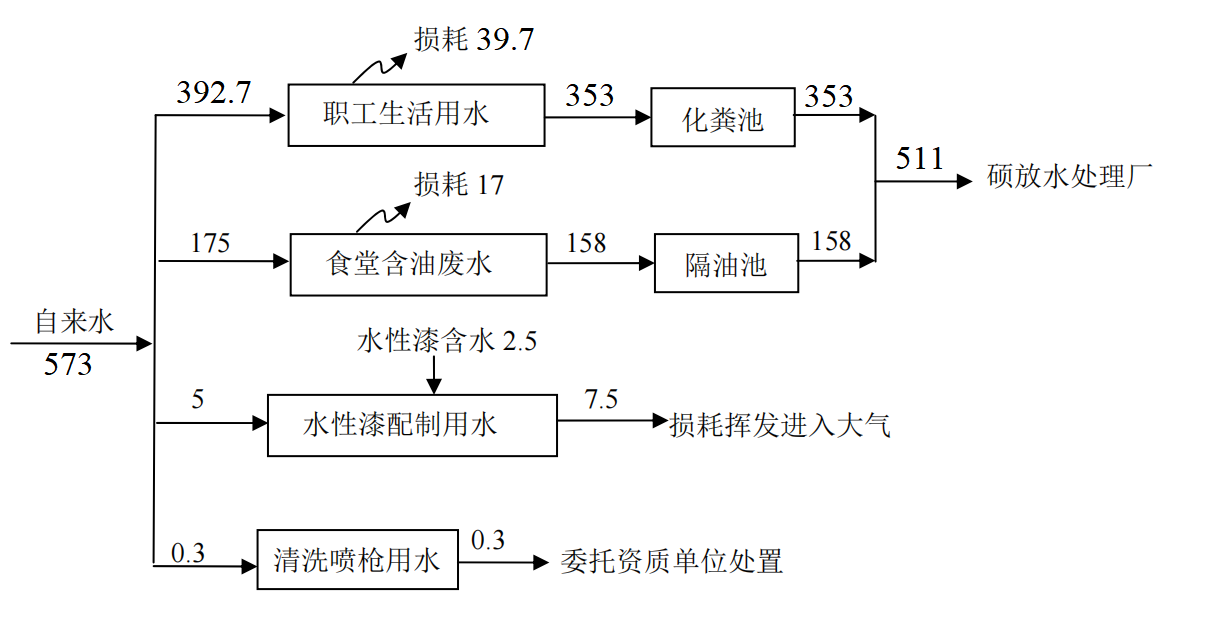 损耗 39.7
392.7
职工生活用水
353
化粪池
353
511
硕放水处理厂
损耗 17
175
食堂含油废水
158
隔油池
158
自来水
573
水性漆含水 2.5
5
水性漆配制用水
7.5
损耗挥发进入大气
0.3
清洗喷枪用水
0.3
委托资质单位处置